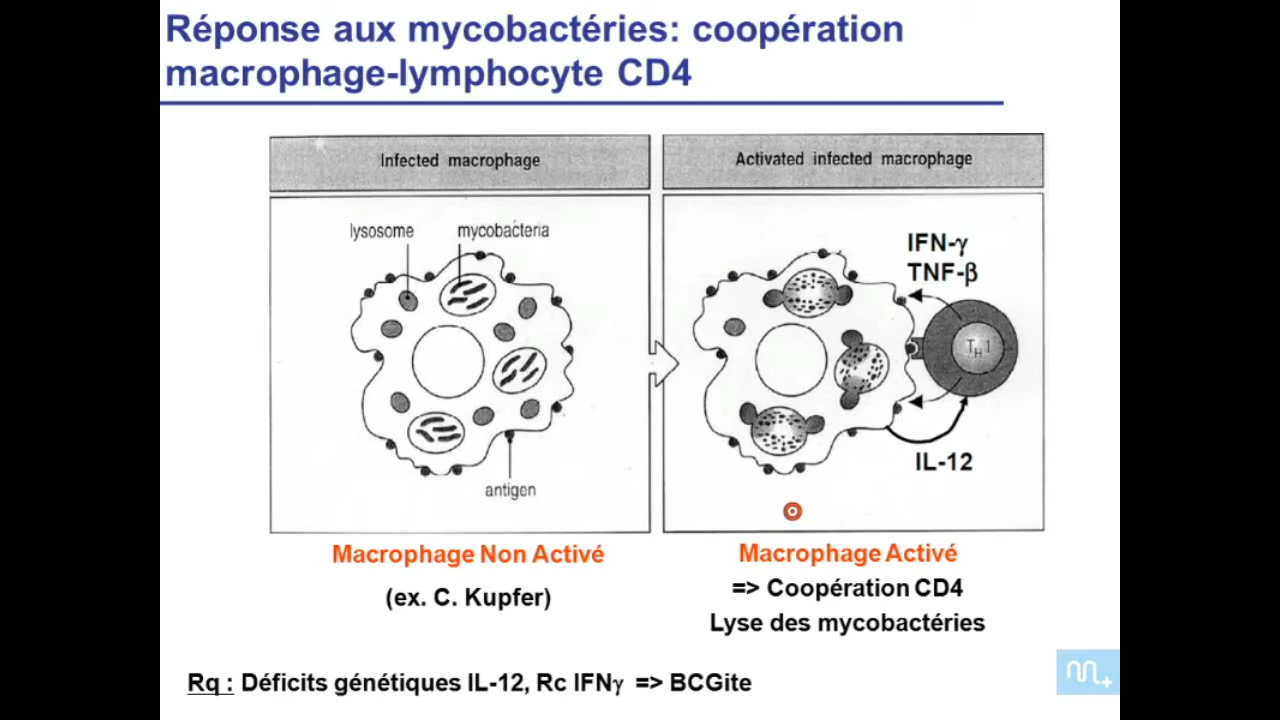 Réponse aux mycobactéries: coopération
macrophage-lymphocyte CD4
Infected macrophage
Activated infected macrophage
lysosome
mycobacteria
antigen
IFN-γ
TNF-β
TH1
IL-12
Macrophage Non Activé
(ex. C. Kupfer)
Macrophage Activé
=> Coopération CD4
Lyse des mycobactéries
Rq : Déficits génétiques IL-12, Rc IFNγ => BCGite